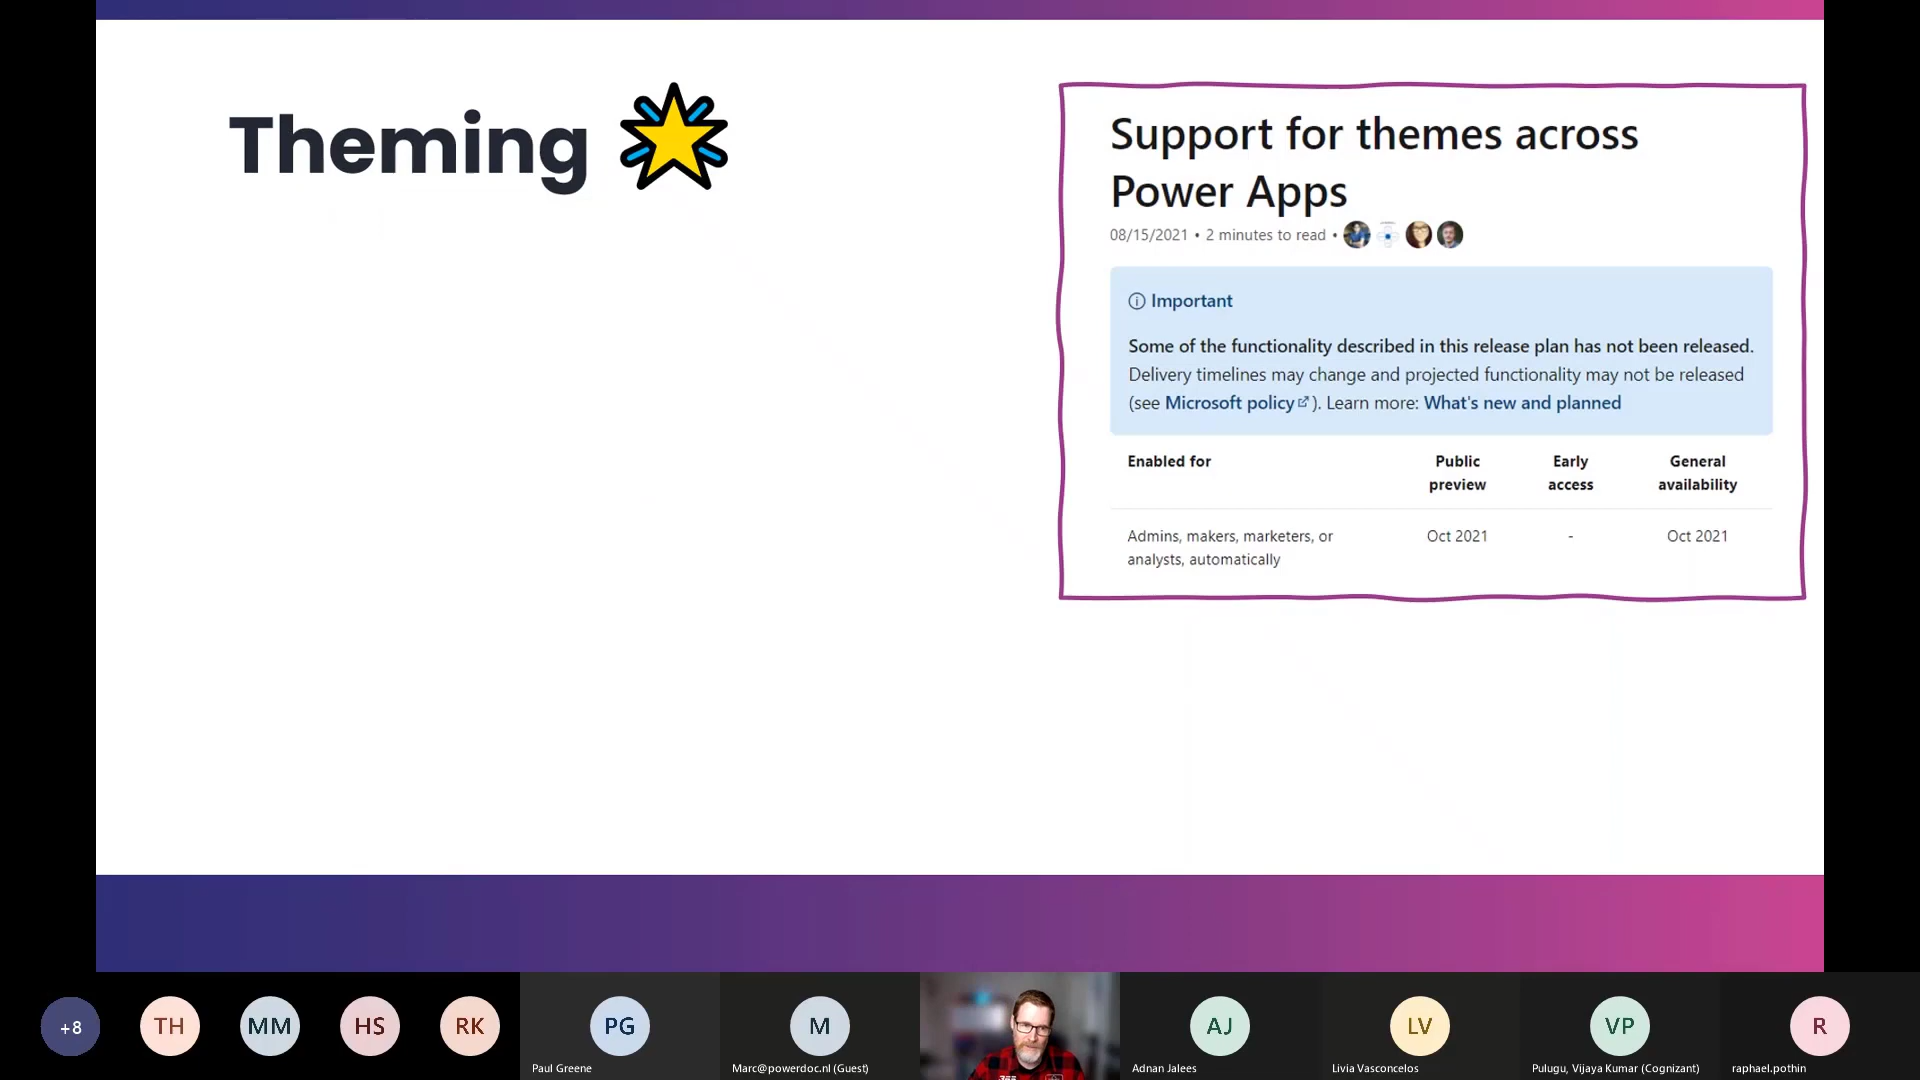 Theming
Support for themes across
Power Apps
08/15/2021 • 2 minutes to read •
Important
Some of the functionality described in this release plan has not been released.
Delivery timelines may change and projected functionality may not be released
(see Microsoft policy). Learn more: What's new and planned
Enabled for
Public
preview
Early
access
General
availability
Admins, makers, marketers, or
analysts, automatically
Oct 2021
-
Oct 2021
+8
TH
MM
HS
RK
PG
Paul Greene
M
Marc@powerdoc.nl (Guest)
AJ
Adnan Jalees
LV
Livia Vasconcelos
VP
Pulugu, Vijaya Kumar (Cognizant)
R
raphael.pothin